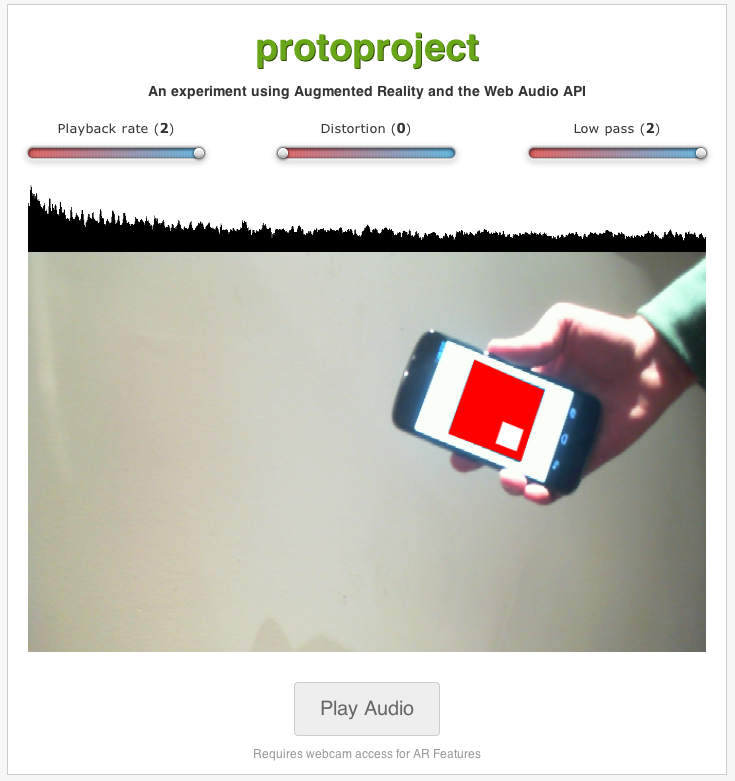 protoproject
An experiment using Augmented Reality and the Web Audio API
Playback rate (2) Distortion (0) Low pass (2)
Play Audio
Requires webcam access for AR Features